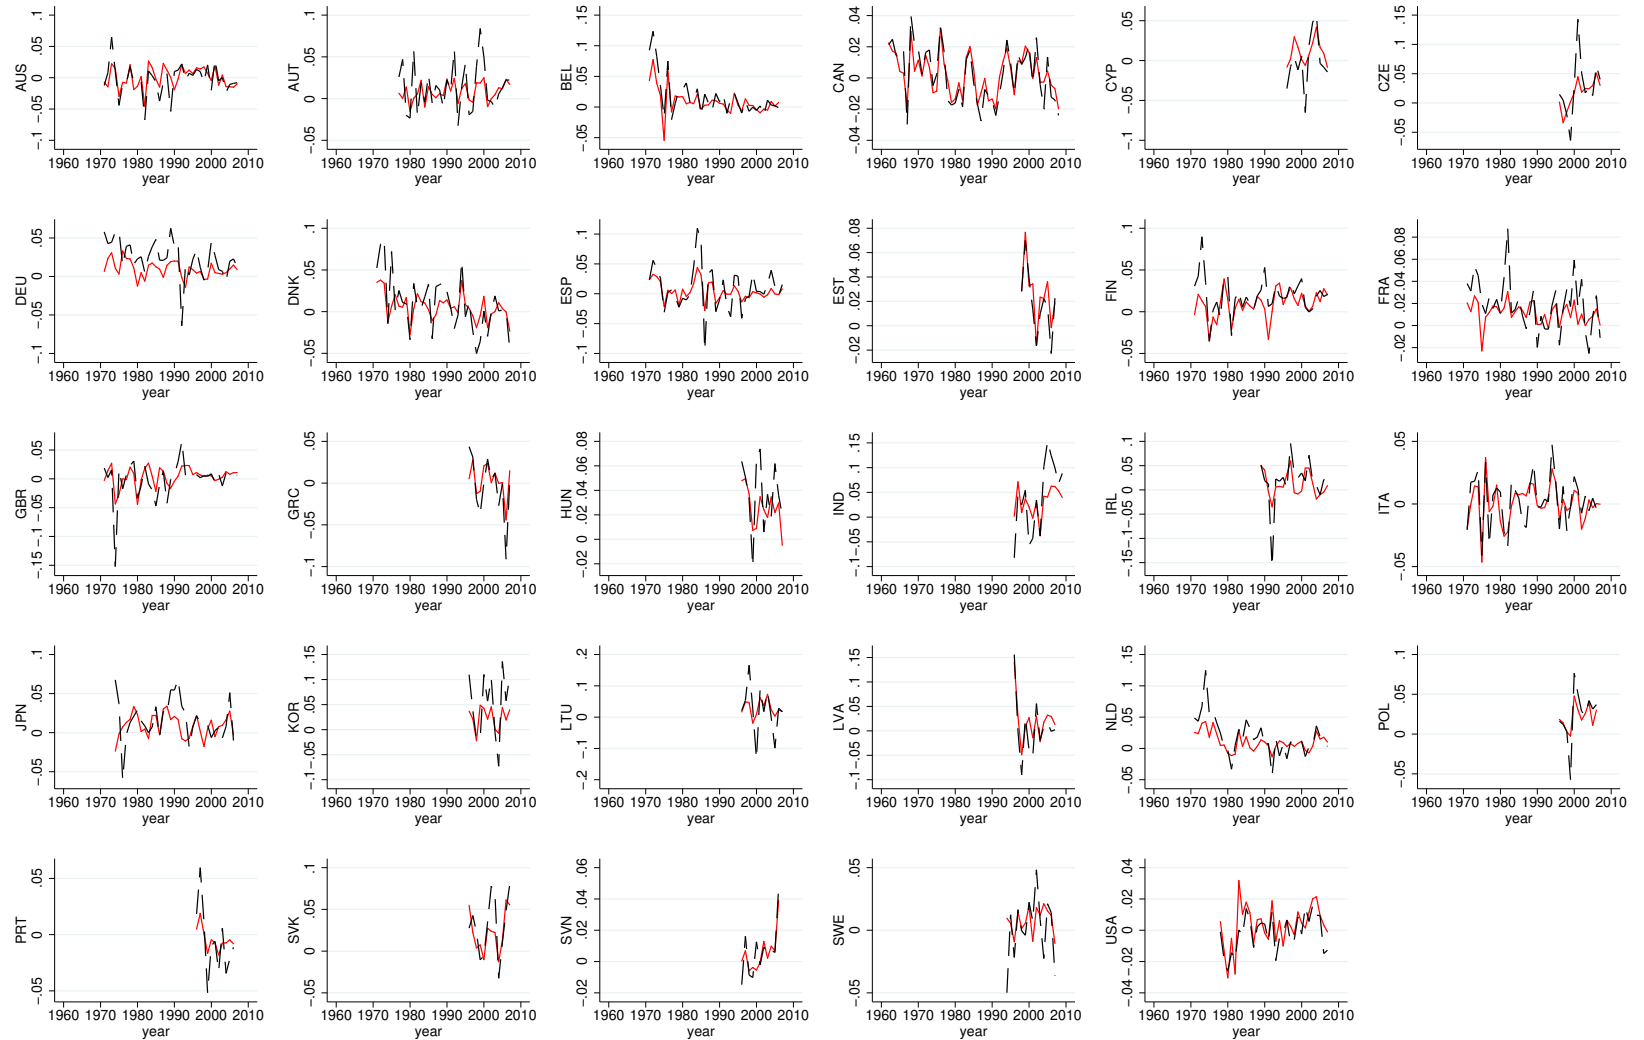 AUS
−.1 −.05 0 .05 .1
1960 1970 1980 1990 2000 2010
year
AUT
−.05 0 .05 .1
1960 1970 1980 1990 2000 2010
year
BEL
−.05 0 .05 .1 .15
1960 1970 1980 1990 2000 2010
year
CAN
−.04 −.02 0 .02 .04
1960 1970 1980 1990 2000 2010
year
CYP
−.1 −.05 0 .05
1960 1970 1980 1990 2000 2010
year
CZE
−.05 0 .05 .1 .15
1960 1970 1980 1990 2000 2010
year
DEU
−.1 −.05 0 .05
1960 1970 1980 1990 2000 2010
year
DNK
−.05 0 .05 .1
1960 1970 1980 1990 2000 2010
year
ESP
−.1 −.05 0 .05 .1
1960 1970 1980 1990 2000 2010
year
EST
−.02 0 .02 .04 .06 .08
1960 1970 1980 1990 2000 2010
year
FIN
−.05 0 .05 .1
1960 1970 1980 1990 2000 2010
year
FRA
−.02 0 .02 .04 .06 .08
1960 1970 1980 1990 2000 2010
year
GBR
−.15 −.1 −.05 0 .05
1960 1970 1980 1990 2000 2010
year
GRC
−.1 −.05 0 .05
1960 1970 1980 1990 2000 2010
year
HUN
−.02 0 .02 .04 .06 .08
1960 1970 1980 1990 2000 2010
year
IND
−.1 −.05 0 .05 .1 .15
1960 1970 1980 1990 2000 2010
year
IRL
−.15 −.1 −.05 0 .05 .1
1960 1970 1980 1990 2000 2010
year
ITA
−.05 0 .05
1960 1970 1980 1990 2000 2010
year
JPN
−.05 0 .05 .1
1960 1970 1980 1990 2000 2010
year
KOR
−.1 −.05 0 .05 .1 .15
1960 1970 1980 1990 2000 2010
year
LTU
−.2 −.1 0 .1 .2
1960 1970 1980 1990 2000 2010
year
LVA
−.1 −.05 0 .05 .1 .15
1960 1970 1980 1990 2000 2010
year
NLD
−.05 0 .05 .1 .15
1960 1970 1980 1990 2000 2010
year
POL
−.05 0 .05 .1
1960 1970 1980 1990 2000 2010
year
PRT
−.05 0 .05
1960 1970 1980 1990 2000 2010
year
SVK
−.05 0 .05 .1
1960 1970 1980 1990 2000 2010
year
SVN
−.02 0 .02 .04 .06
1960 1970 1980 1990 2000 2010
year
SWE
−.05 0 .05
1960 1970 1980 1990 2000 2010
year
USA
−.04 −.02 0 .02 .04
1960 1970 1980 1990 2000 2010
year